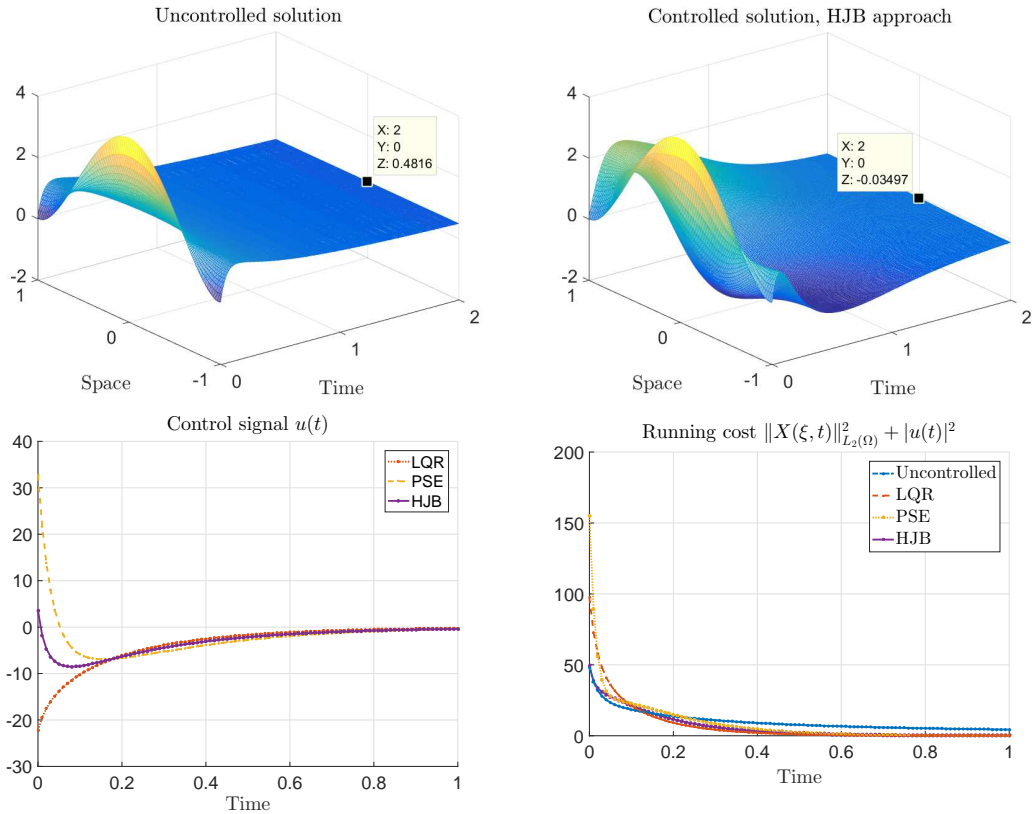 Uncontrolled solution
4
2
0
-2
1
0
-1
Space
0
1
2
Time
X: 2
Y: 0
Z: 0.4816
Controlled solution, HJB approach
4
2
0
-2
1
0
-1
Space
0
1
2
Time
X: 2
Y: 0
Z: -0.03497
Control signal u(t)
40
30
20
10
0
-10
-20
-30
0 0.2 0.4 0.6 0.8 1
Time
LQR
PSE
HJB
Running cost ‖X(ξ, t)‖²_{L₂(Ω)} + |u(t)|²
200
150
100
50
0
0 0.2 0.4 0.6 0.8 1
Time
Uncontrolled
LQR
PSE
HJB